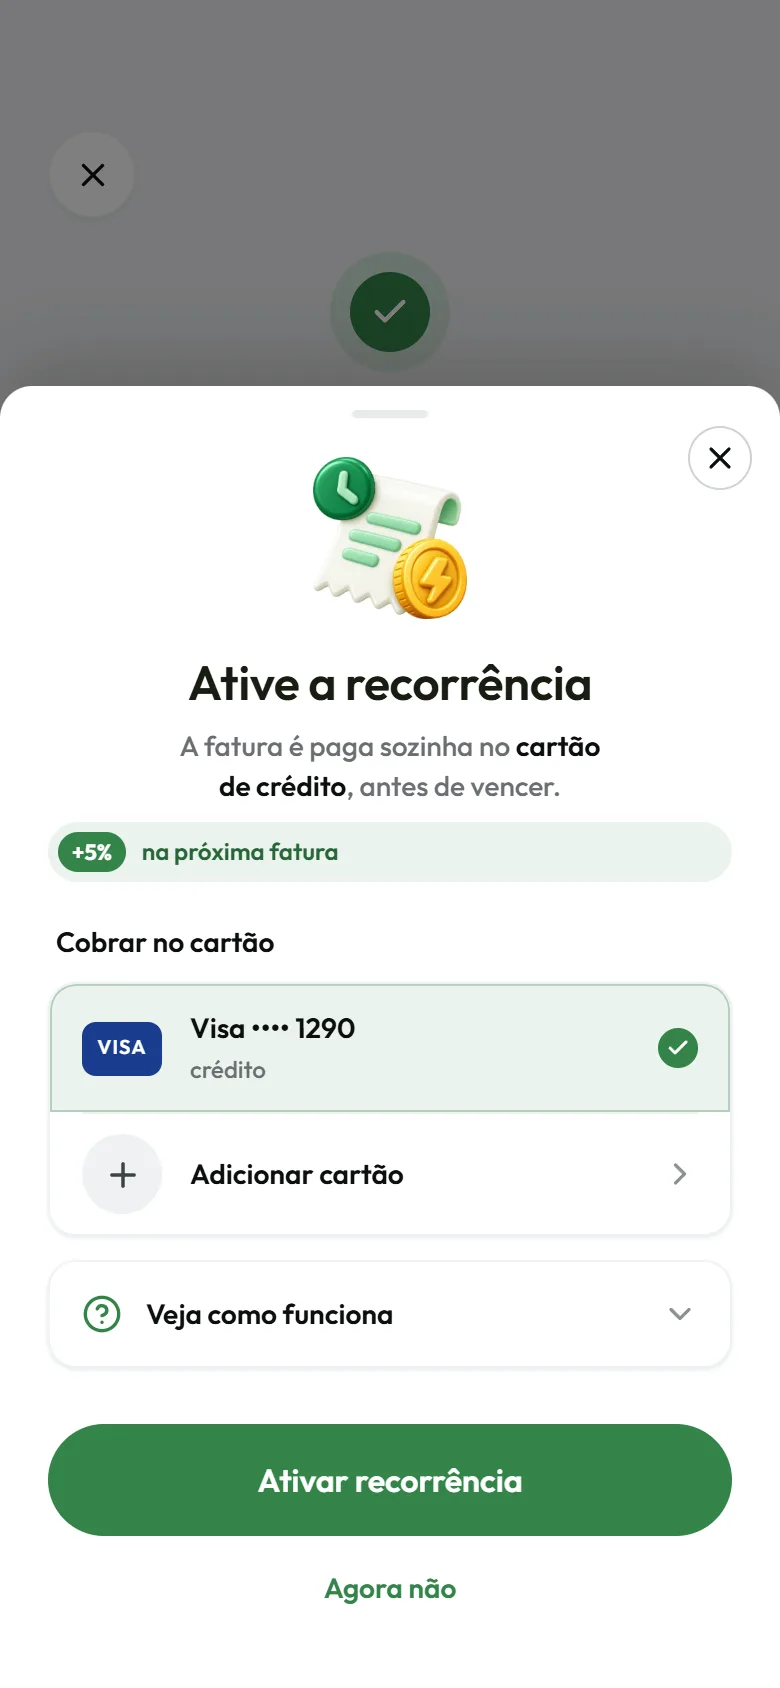 Ative a recorrência
A fatura é paga sozinha no cartão
de crédito, antes de vencer.
+5% na próxima fatura
Cobrar no cartão
VISA
Visa •••• 1290
crédito
Adicionar cartão
Veja como funciona
Ativar recorrência
Agora não